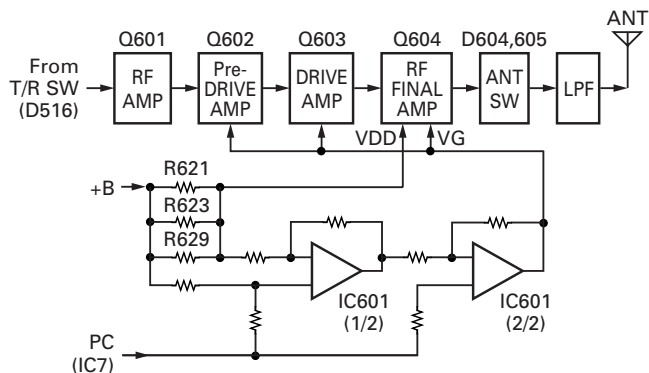 ANT
Q601
Q602
Q603
Q604
D604,605
From
T/R SW
(D516)
RF
AMP
Pre-
DRIVE
AMP
DRIVE
AMP
RF
FINAL
AMP
ANT
SW
LPF
VDD
VG
+B
R621
R623
R629
IC601
(1/2)
IC601
(2/2)
PC
(IC7)